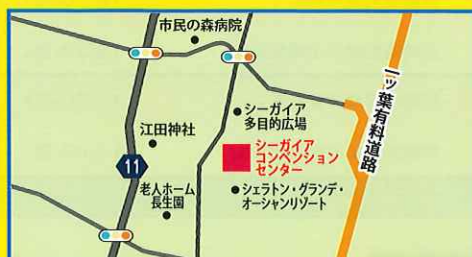 市民の森病院
シーガイア
多目的広場
一ッ葉有料道路
江田神社
シーガイア
コンベンション
センター
11
老人ホーム
長生園
シェラトン・グランデ・
オーシャンリゾート